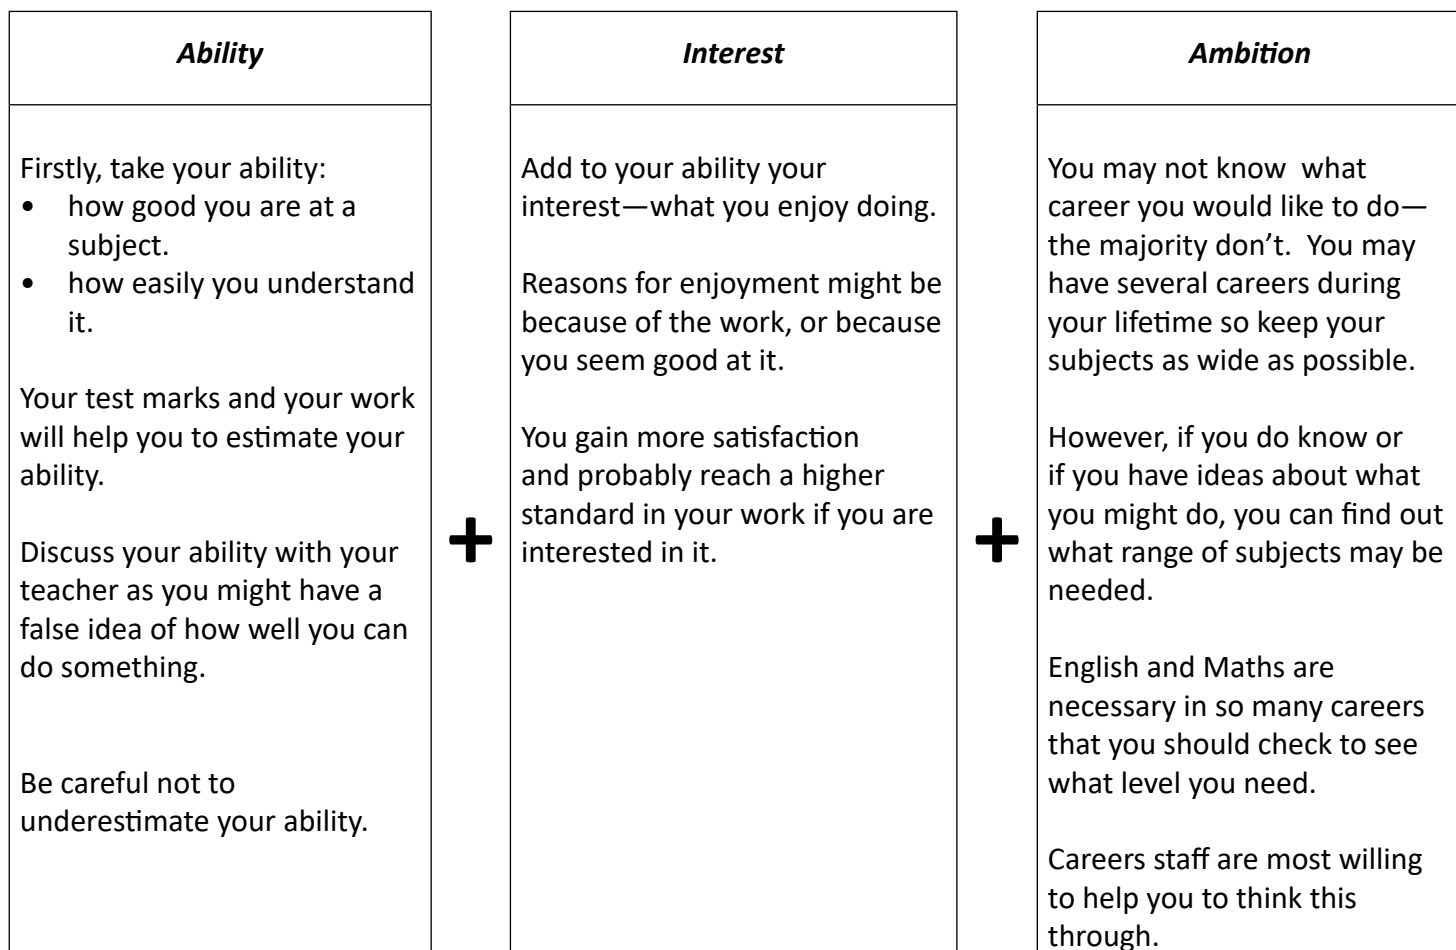 Ability
Firstly, take your ability:
• how good you are at a
subject.
• how easily you understand
it.
Your test marks and your work
will help you to estimate your
ability.
Discuss your ability with your
teacher as you might have a
false idea of how well you can
do something.
Be careful not to
underestimate your ability.
+
Interest
Add to your ability your
interest—what you enjoy doing.
Reasons for enjoyment might be
because of the work, or because
you seem good at it.
You gain more satisfaction
and probably reach a higher
standard in your work if you are
interested in it.
+
Ambition
You may not know  what
career you would like to do—
the majority don’t.  You may
have several careers during
your lifetime so keep your
subjects as wide as possible.
However, if you do know or
if you have ideas about what
you might do, you can find out
what range of subjects may be
needed.
English and Maths are
necessary in so many careers
that you should check to see
what level you need.
Careers staff are most willing
to help you to think this
through.